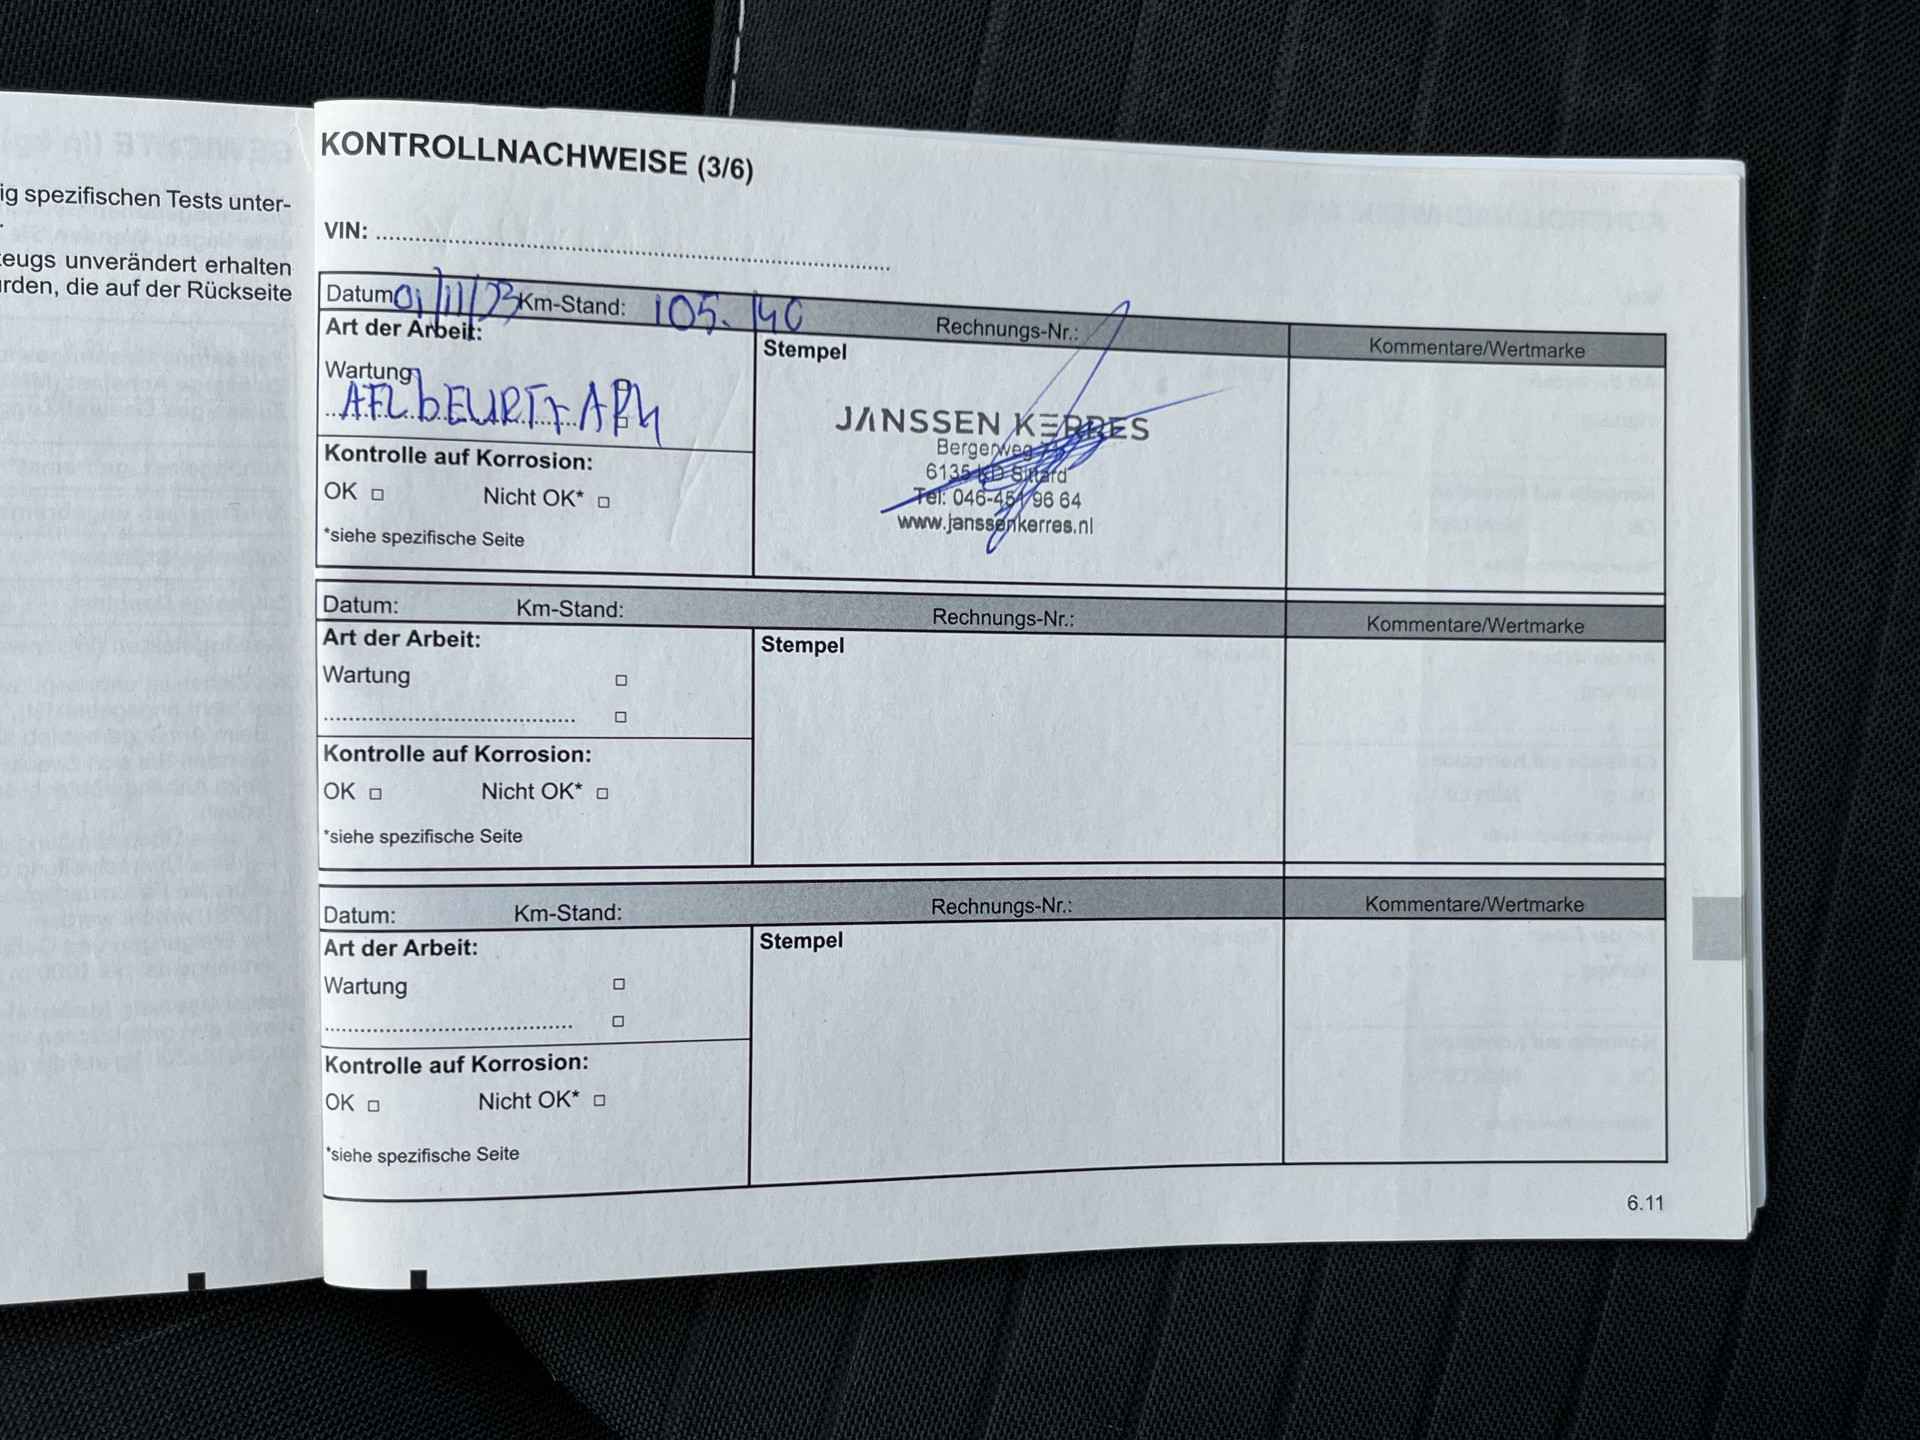 ig spezifischen Tests unter-
zeugs unverändert erhalten
rden, die auf der Rückseite
KONTROLLNACHWEISE (3/6)
VIN:
Datum 01/11/23 Km-Stand: 105.140 Rechnungs-Nr.: Kommentare/Wertmarke
Art der Arbeit:
Stempel
Wartung
AFL bEURT + APK
JANSSEN KERRES
Bergerweg
6135 KD Sittard
Tel: 046-451 96 64
www.janssenkerres.nl
Kontrolle auf Korrosion:
OK Nicht OK*
*siehe spezifische Seite
Datum: Km-Stand: Rechnungs-Nr.: Kommentare/Wertmarke
Art der Arbeit:
Stempel
Wartung
Kontrolle auf Korrosion:
OK Nicht OK*
*siehe spezifische Seite
Datum: Km-Stand: Rechnungs-Nr.: Kommentare/Wertmarke
Art der Arbeit:
Stempel
Wartung
Kontrolle auf Korrosion:
OK Nicht OK*
*siehe spezifische Seite
6.11